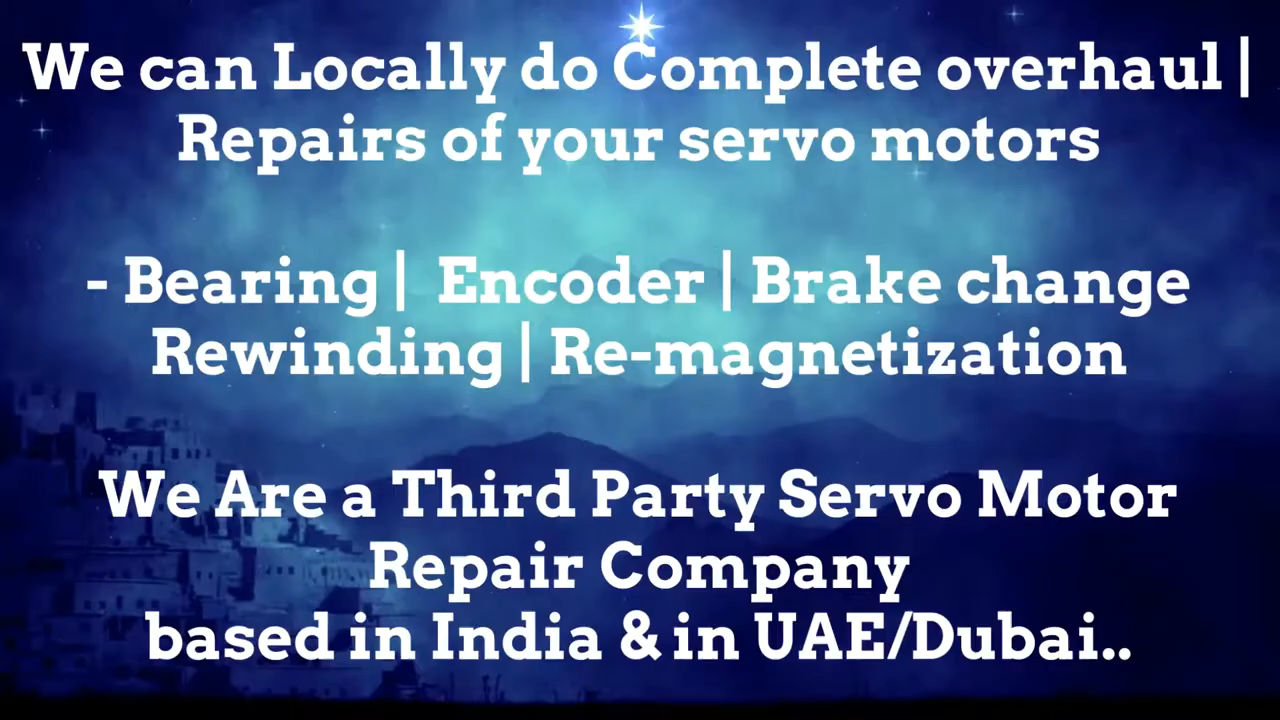 We can Locally do Complete overhaul |
Repairs of your servo motors
- Bearing | Encoder | Brake change
Rewinding | Re-magnetization
We Are a Third Party Servo Motor
Repair Company
based in India & in UAE/Dubai..